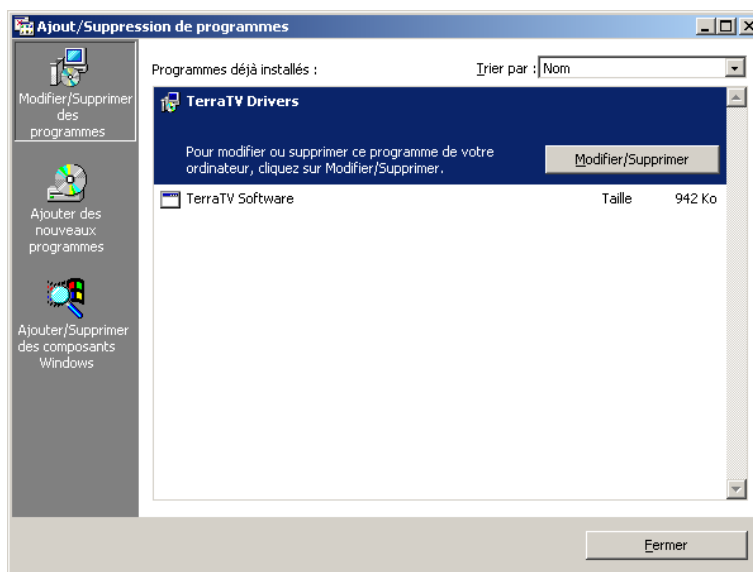 Ajout/Suppression de programmes
Modifier/Supprimer
des
programmes
Ajouter des
nouveaux
programmes
Ajouter/Supprimer
des composants
Windows
Programmes déjà installés :
Trier par :
Nom
TerraTV Drivers
Pour modifier ou supprimer ce programme de votre
ordinateur, cliquez sur Modifier/Supprimer.
Modifier/Supprimer
TerraTV Software
Taille
942 Ko
Fermer